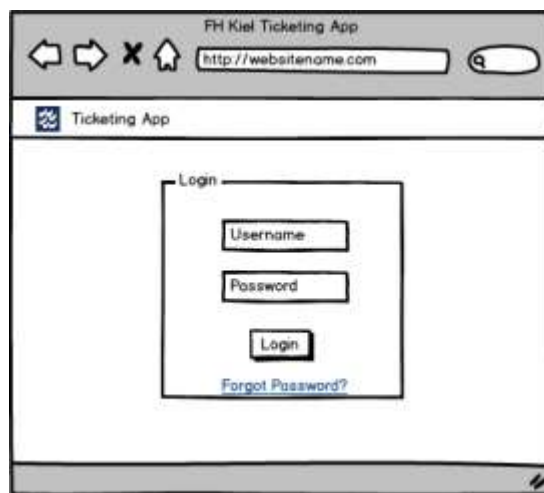 FH Kiel Ticketing App
http://websitename.com
Ticketing App
Login
Username
Password
Login
Forgot Password?